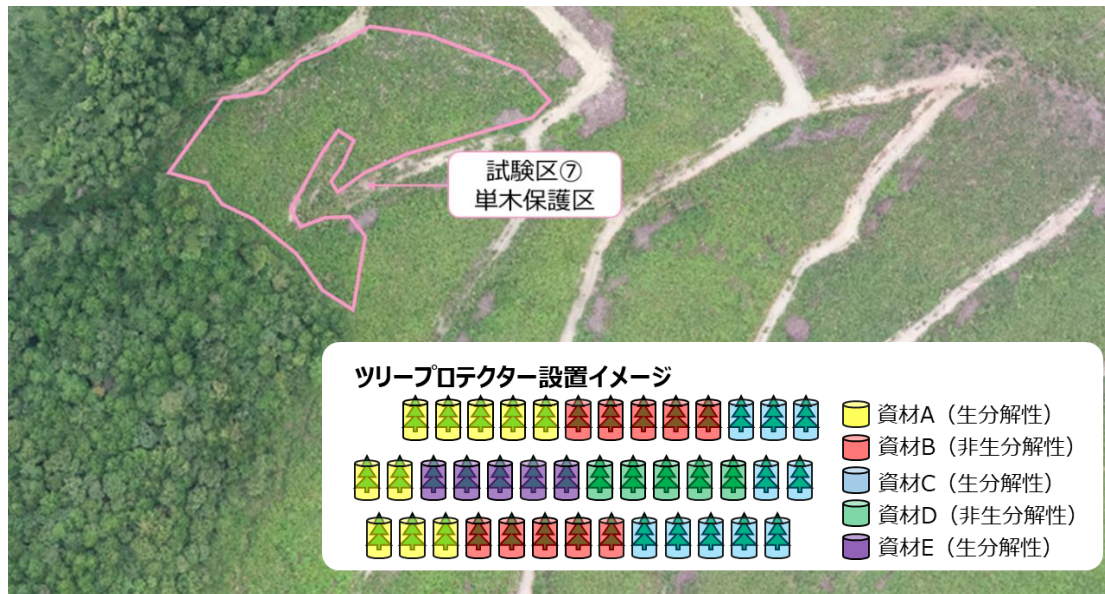 試験区⑦
単木保護区
ツリープロテクター設置イメージ
資材A（生分解性）
資材B（非生分解性）
資材C（生分解性）
資材D（非生分解性）
資材E（生分解性）